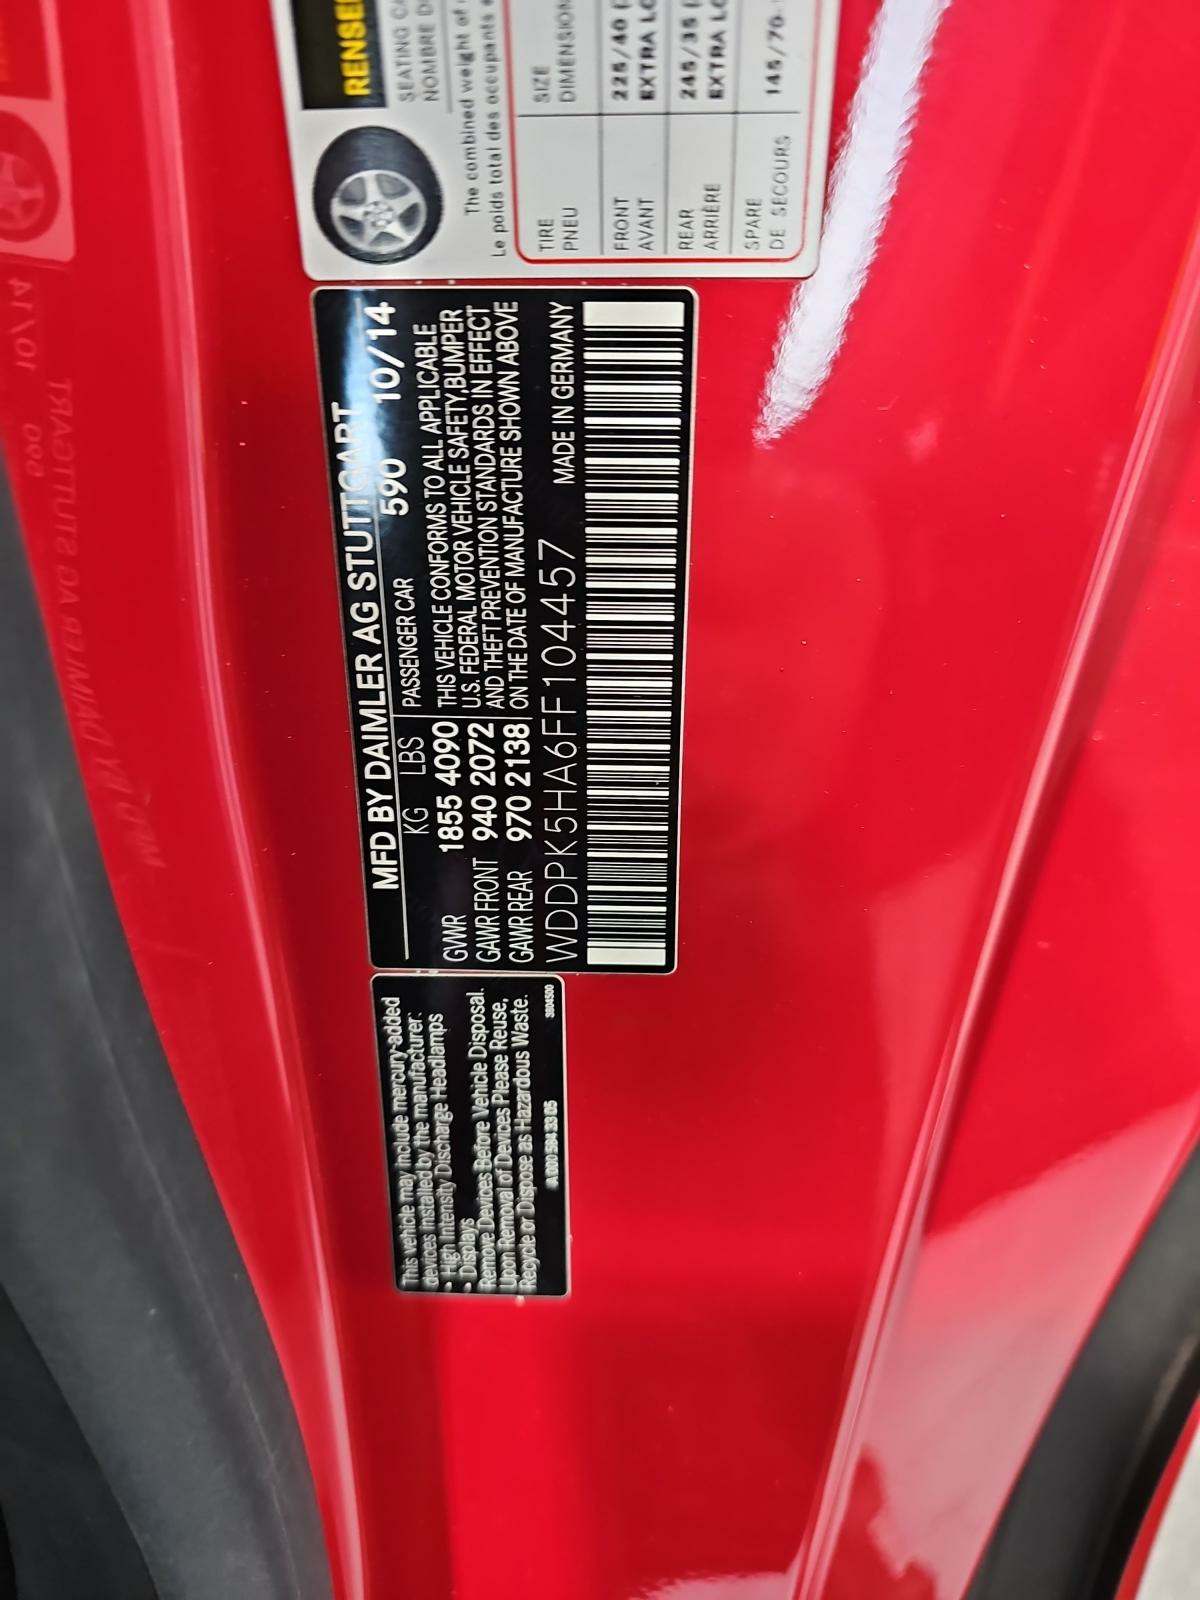 MFD BY DAIMLER AG STUTTGART
KG LBS PASSENGER CAR 590 10/14
GVWR 1855 4090
GAWR FRONT 940 2072
GAWR REAR 970 2138
THIS VEHICLE CONFORMS TO ALL APPLICABLE
U.S. FEDERAL MOTOR VEHICLE SAFETY,BUMPER
AND THEFT PREVENTION STANDARDS IN EFFECT
ON THE DATE OF MANUFACTURE SHOWN ABOVE
WDDPK5HA6FF104457 MADE IN GERMANY
This vehicle may include mercury-added
devices installed by the manufacturer:
• High Intensity Discharge Headlamps
• Displays
Remove Devices Before Vehicle Disposal.
Upon Removal of Devices Please Reuse,
Recycle or Dispose as Hazardous Waste.
A 000 584 33 05
SEATING
NOMBRE
The combined weight of
Le poids total des occupants
TIRE SIZE
PNEU DIMENSION
FRONT 225/40
AVANT EXTRA
REAR 245/35
ARRIÈRE EXTRA
SPARE 145/70
DE SECOURS